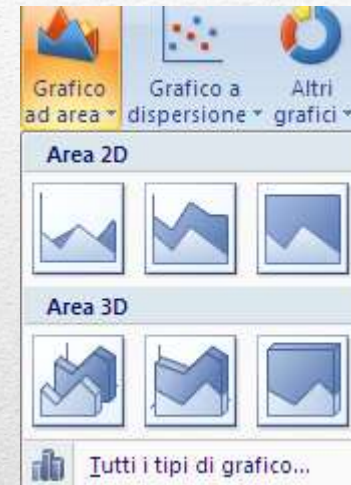 Grafico
ad area
Grafico a
dispersione
Altri
grafici
Area 2D
Area 3D
Tutti i tipi di grafico...